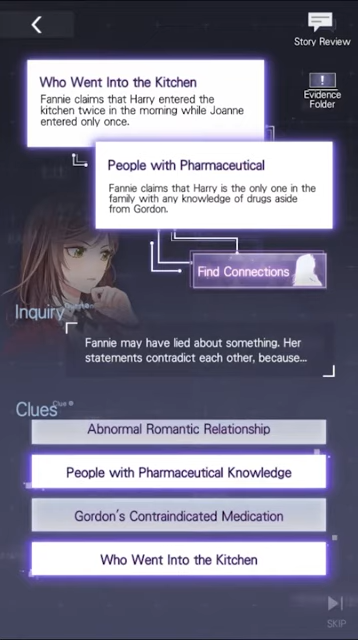 Story Review
Evidence
Folder
Who Went Into the Kitchen
Fannie claims that Harry entered the
kitchen twice in the morning while Joanne
entered only once.
People with Pharmaceutical
Fannie claims that Harry is the only one in the
family with any knowledge of drugs aside
from Gordon.
Find Connections
Inquiry
Fannie may have lied about something. Her
statements contradict each other, because...
Clues
Clue
Abnormal Romantic Relationship
People with Pharmaceutical Knowledge
Gordon's Contraindicated Medication
Who Went Into the Kitchen
SKIP